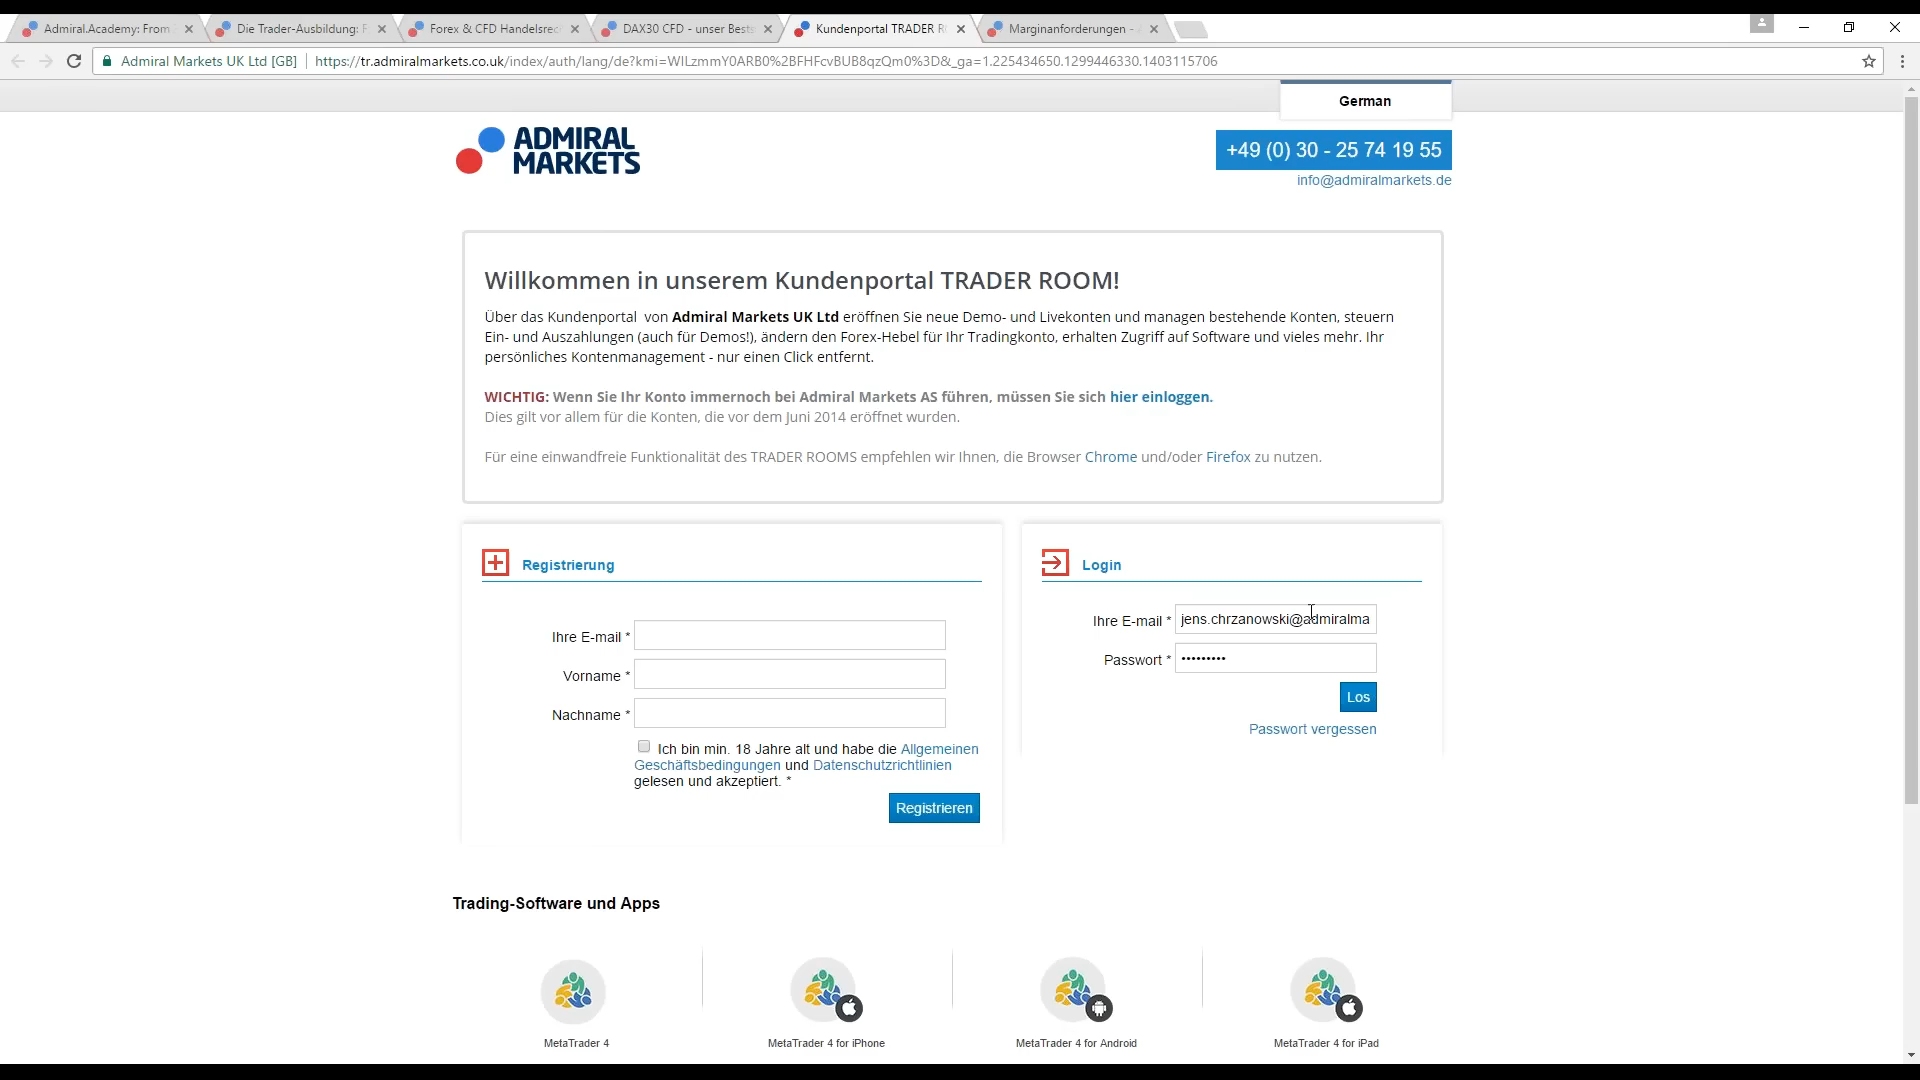 Admiral.Academy: From
Die Trader-Ausbildung: F
Forex & CFD Handelsrec
DAX30 CFD - unser Bests
Kundenportal TRADER R
Marginanforderungen - A
Admiral Markets UK Ltd [GB]
https://tr.admiralmarkets.co.uk/index/auth/lang/de?kmi=WILzmmY0ARB0%2BFHFcvBUB8qzQm0%3D&_ga=1.225434650.1299446330.1403115706
German
ADMIRAL
MARKETS
+49 (0) 30 - 25 74 19 55
info@admiralmarkets.de
Willkommen in unserem Kundenportal TRADER ROOM!
Über das Kundenportal von Admiral Markets UK Ltd eröffnen Sie neue Demo- und Livekonten und managen bestehende Konten, steuern
Ein- und Auszahlungen (auch für Demos!), ändern den Forex-Hebel für Ihr Tradingkonto, erhalten Zugriff auf Software und vieles mehr. Ihr
persönliches Kontenmanagement - nur einen Click entfernt.
WICHTIG: Wenn Sie Ihr Konto immernoch bei Admiral Markets AS führen, müssen Sie sich hier einloggen.
Dies gilt vor allem für die Konten, die vor dem Juni 2014 eröffnet wurden.
Für eine einwandfreie Funktionalität des TRADER ROOMS empfehlen wir Ihnen, die Browser Chrome und/oder Firefox zu nutzen.
Registrierung
Ihre E-mail *
Vorname *
Nachname *
Ich bin min. 18 Jahre alt und habe die Allgemeinen
Geschäftsbedingungen und Datenschutzrichtlinien
gelesen und akzeptiert. *
Registrieren
Login
Ihre E-mail * jens.chrzanowski@admiralma
Passwort * •••••••••
Los
Passwort vergessen
Trading-Software und Apps
MetaTrader 4
MetaTrader 4 for iPhone
MetaTrader 4 for Android
MetaTrader 4 for iPad